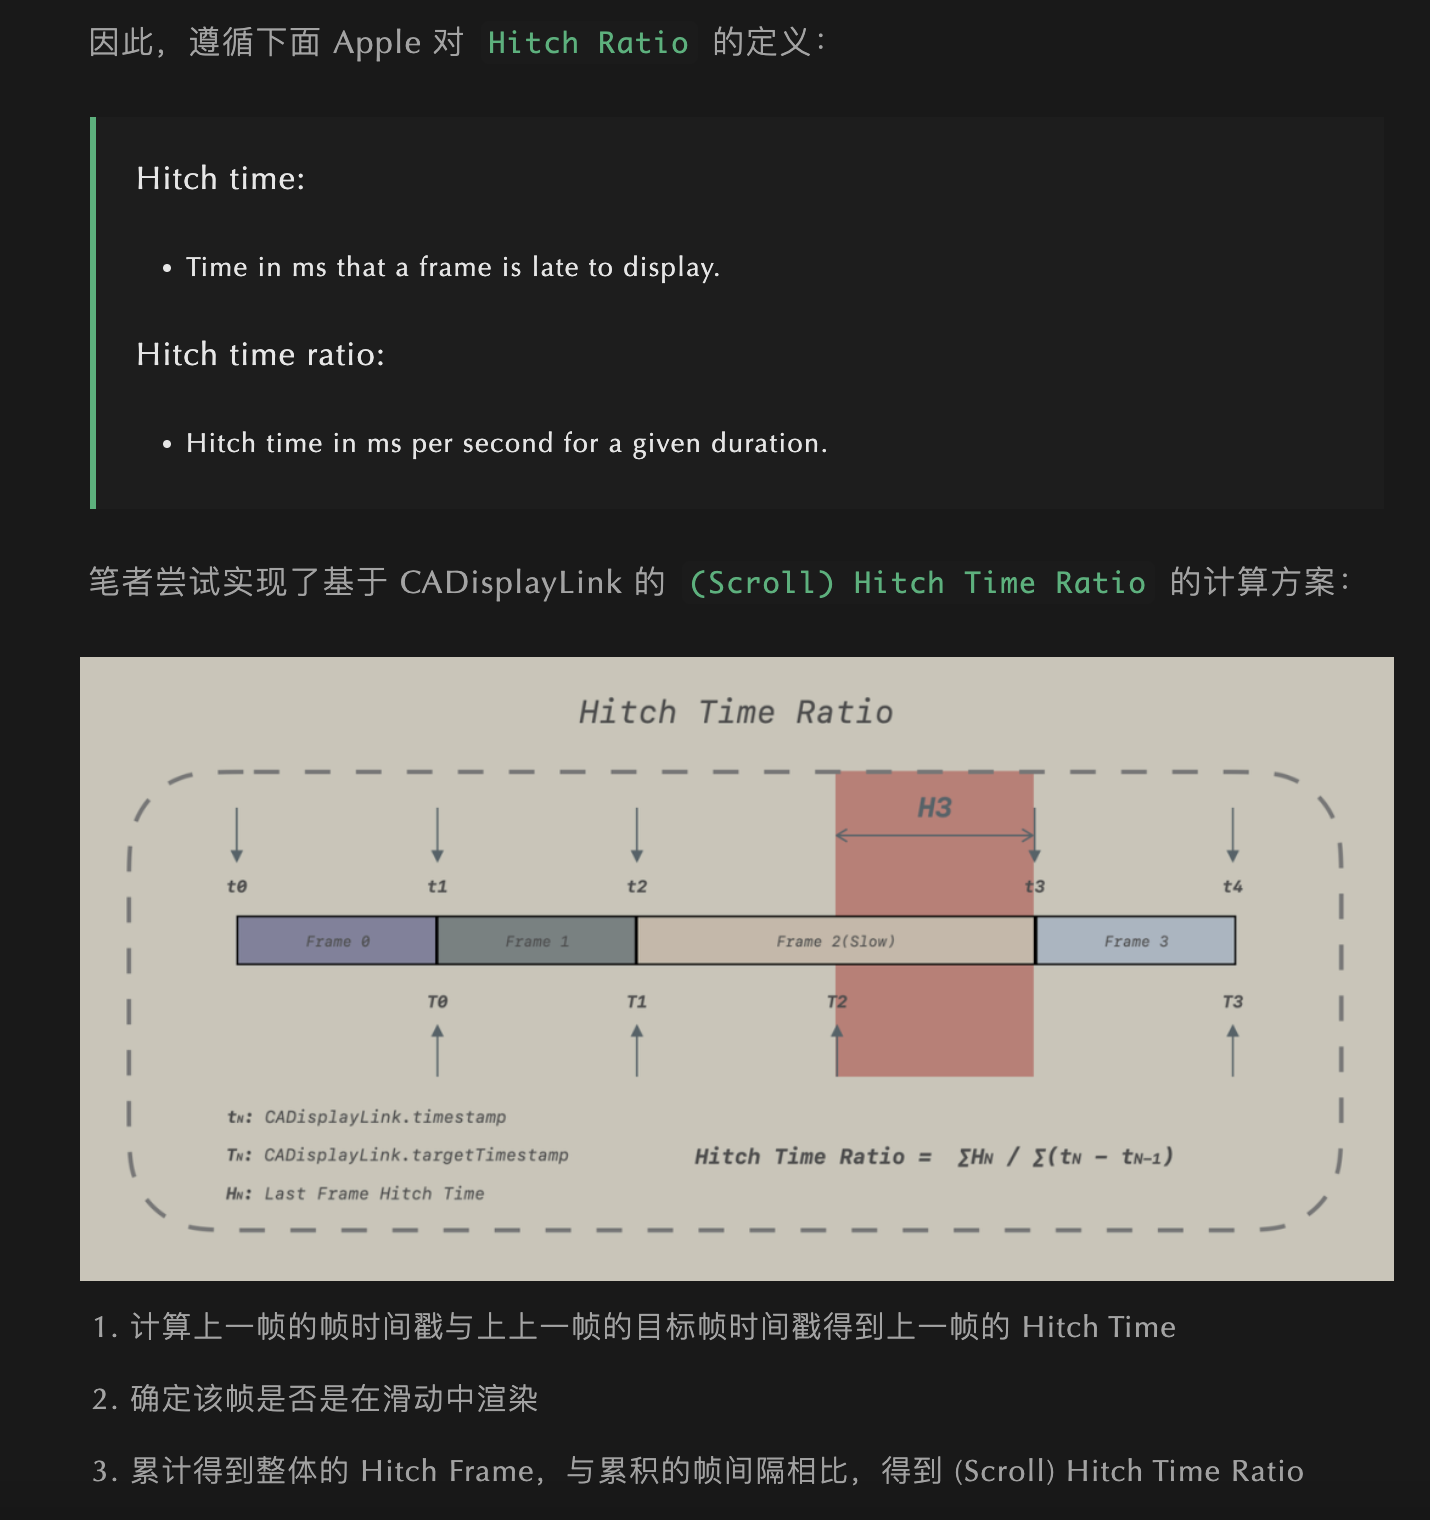 因此，遵循下面 Apple 对 Hitch Ratio 的定义：
Hitch time:
• Time in ms that a frame is late to display.
Hitch time ratio:
• Hitch time in ms per second for a given duration.
笔者尝试实现了基于 CADisplayLink 的 (Scroll) Hitch Time Ratio 的计算方案：
Hitch Time Ratio
H3
t0 t1 t2 t3 t4
Frame 0 Frame 1 Frame 2(Slow) Frame 3
T0 T1 T2 T3
tN: CADisplayLink.timestamp
TN: CADisplayLink.targetTimestamp
Hitch Time Ratio = ∑HN / ∑(tN − tN−1)
HN: Last Frame Hitch Time
1. 计算上一帧的帧时间戳与上上一帧的目标帧时间戳得到上一帧的 Hitch Time
2. 确定该帧是否是在滑动中渲染
3. 累计得到整体的 Hitch Frame，与累积的帧间隔相比，得到 (Scroll) Hitch Time Ratio